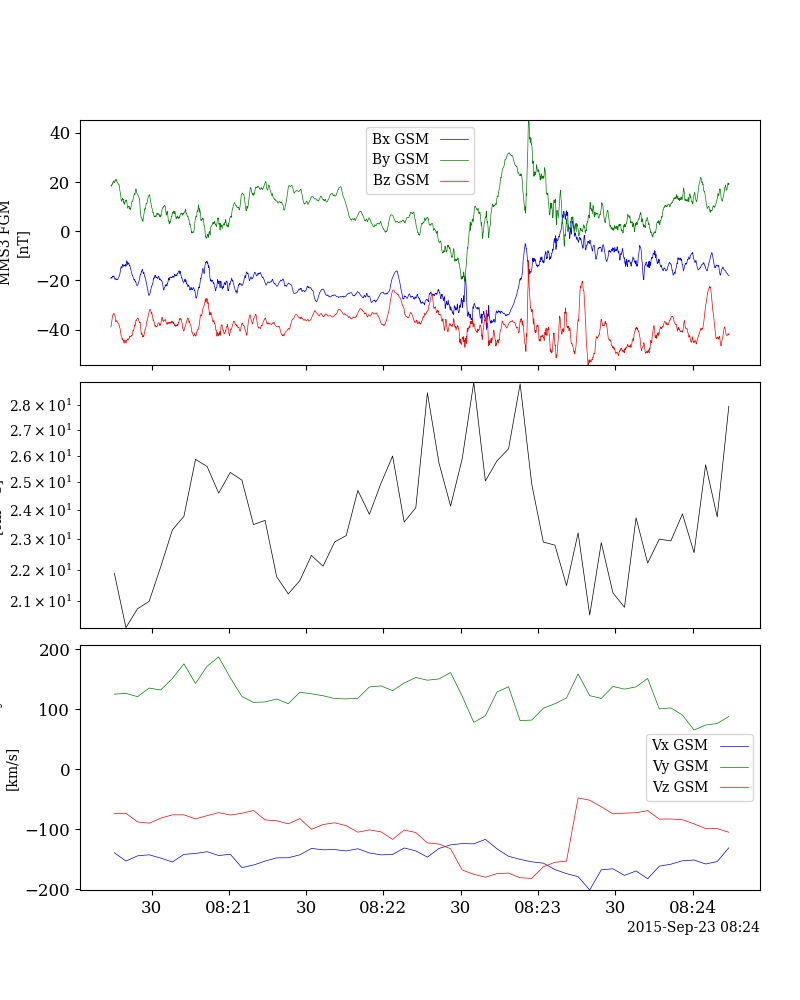 MMS3 FGM
[nT]
40
20
0
−20
−40
Bx GSM
By GSM
Bz GSM
2.8 × 10¹
2.7 × 10¹
2.6 × 10¹
2.5 × 10¹
2.4 × 10¹
2.3 × 10¹
2.2 × 10¹
2.1 × 10¹
[km/s]
200
100
0
−100
−200
Vx GSM
Vy GSM
Vz GSM
30 08:21 30 08:22 30 08:23 30 08:24
2015-Sep-23 08:24